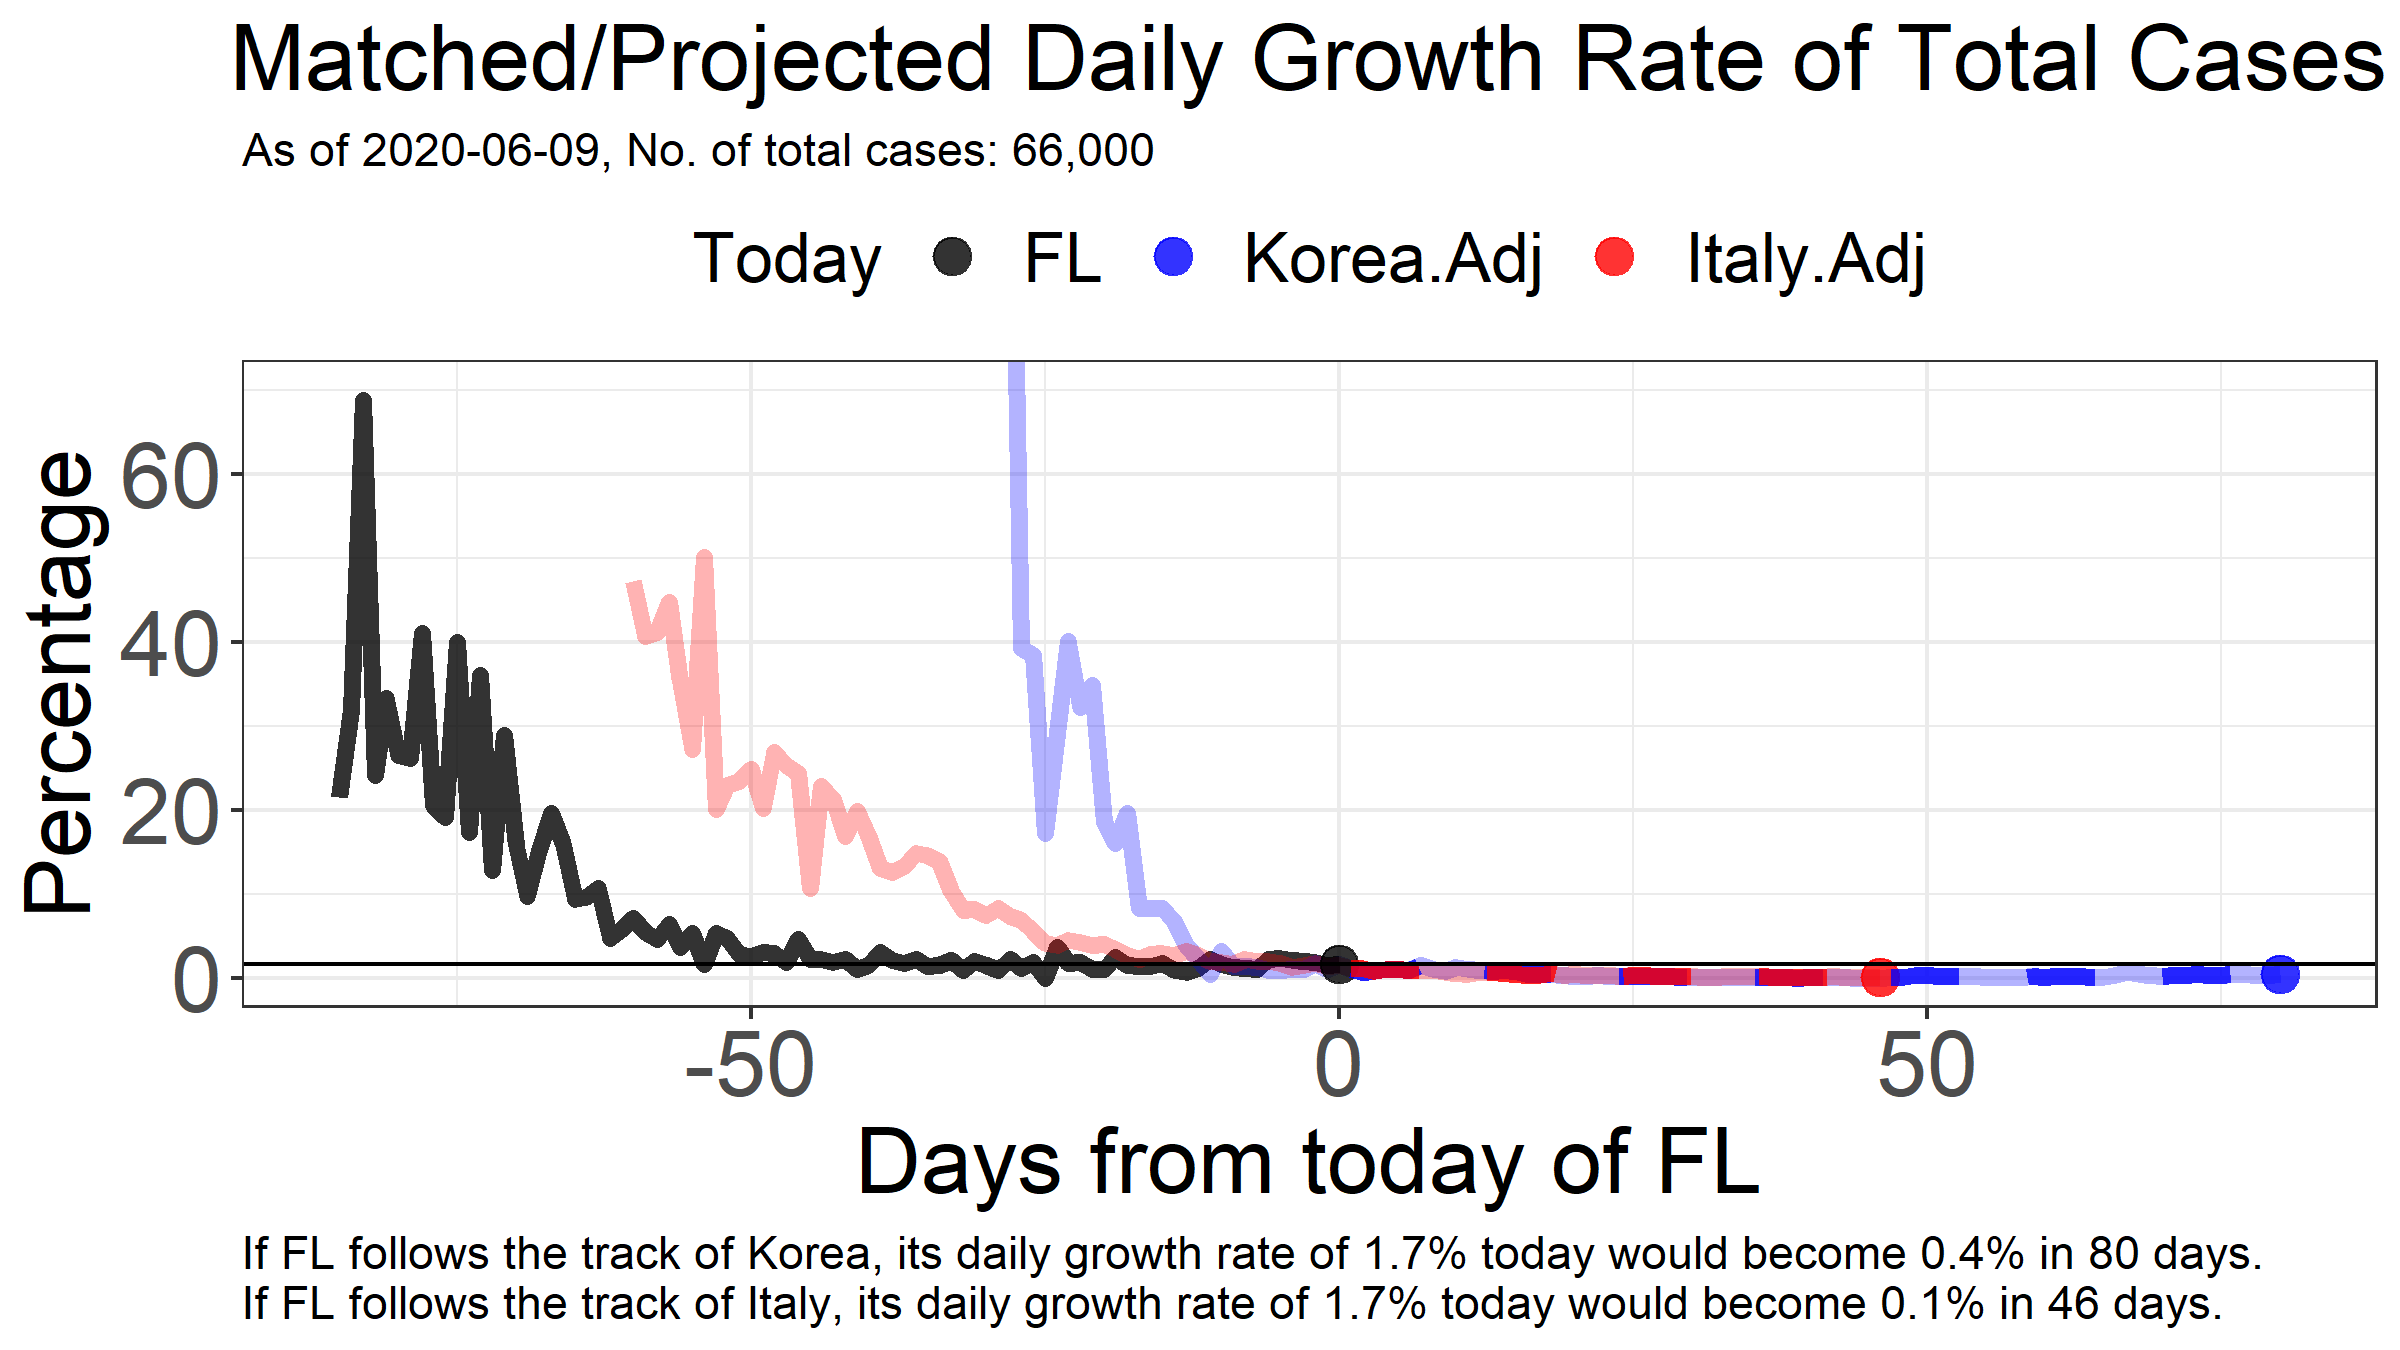 Matched/Projected Daily Growth Rate of Total Cases
As of 2020-06-09, No. of total cases: 66,000
Today FL Korea.Adj Italy.Adj
Percentage
60
40
20
0
-50 0 50
Days from today of FL
If FL follows the track of Korea, its daily growth rate of 1.7% today would become 0.4% in 80 days.
If FL follows the track of Italy, its daily growth rate of 1.7% today would become 0.1% in 46 days.